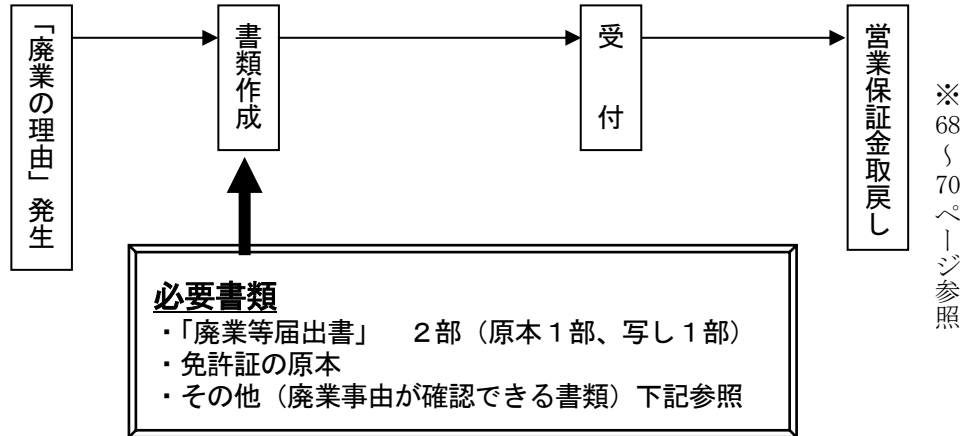 「廃業の理由」発生
書類作成
受　付
営業保証金取戻し
※68～70ページ参照
必要書類
・「廃業等届出書」　２部（原本１部、写し１部）
・免許証の原本
・その他（廃業事由が確認できる書類）下記参照